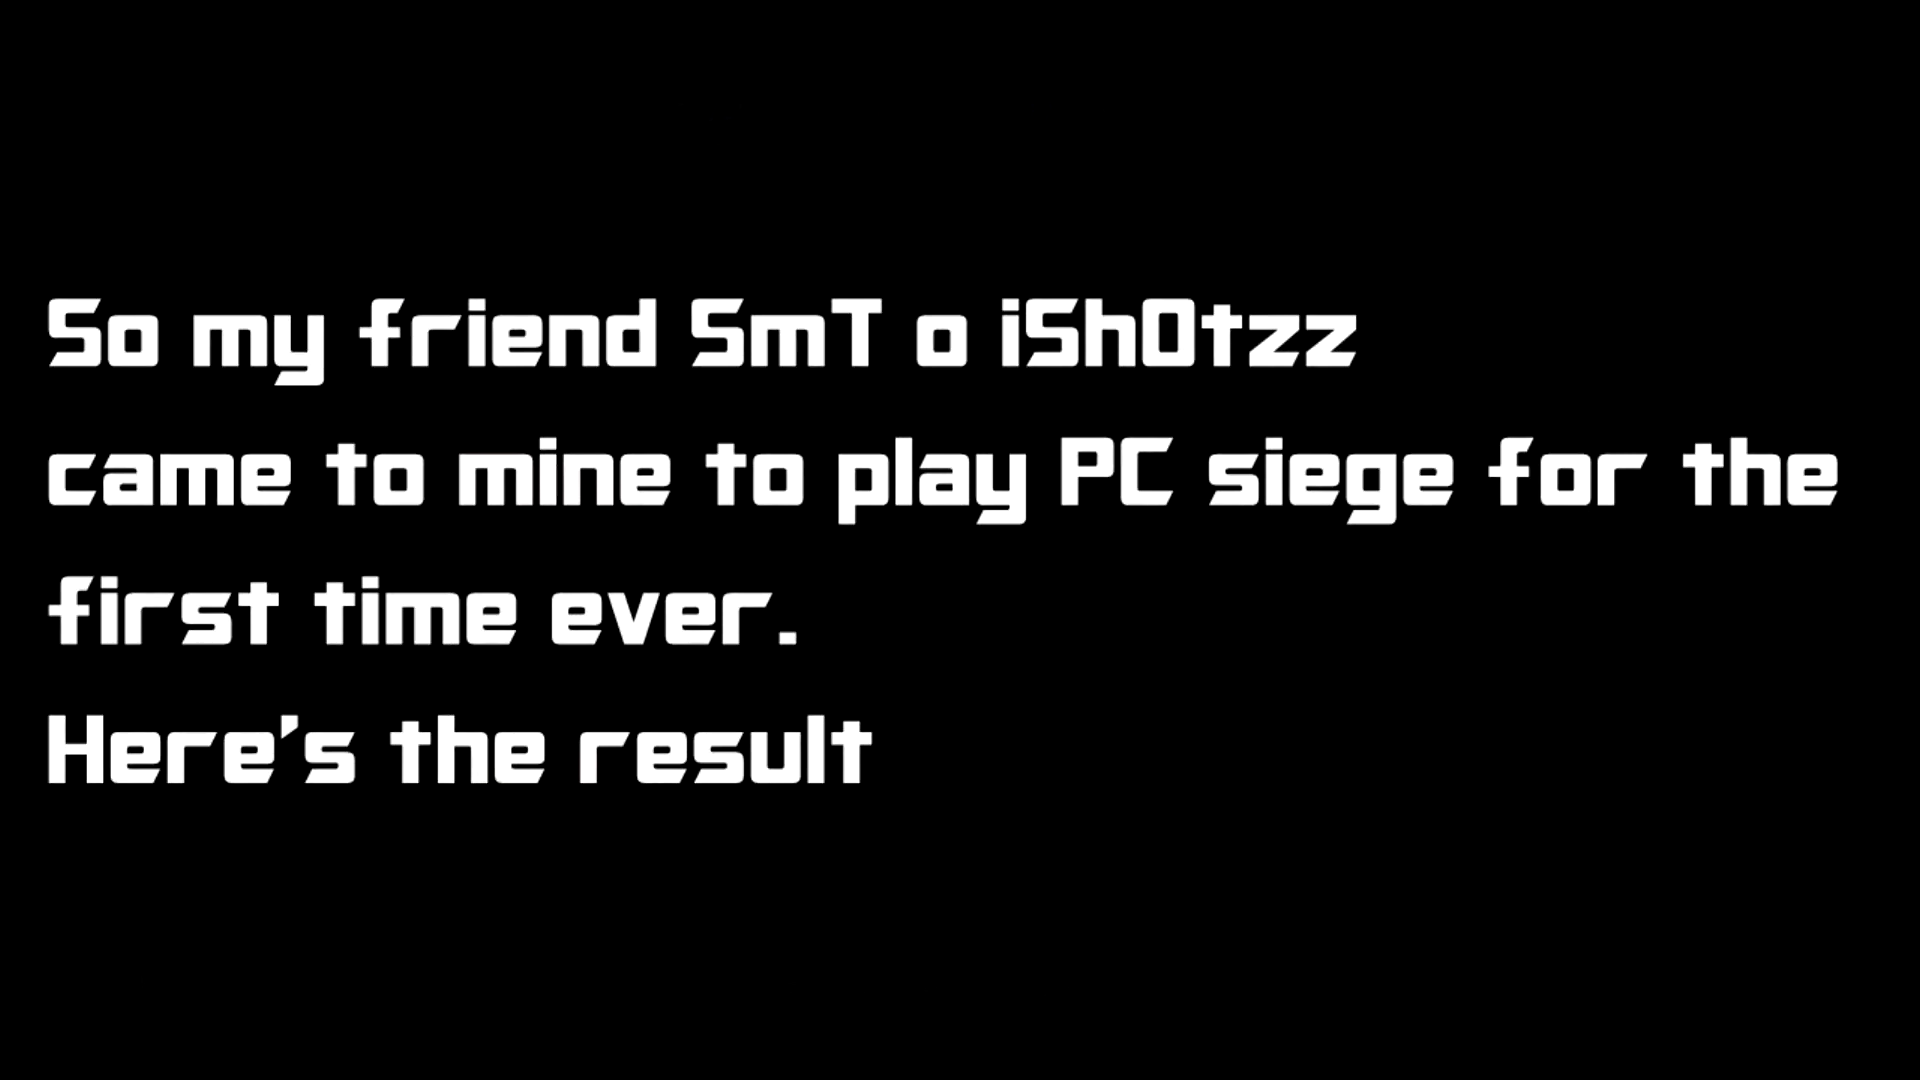 So my friend SmT o iSh0tzz
came to mine to play PC siege for the
first time ever.
Here's the result